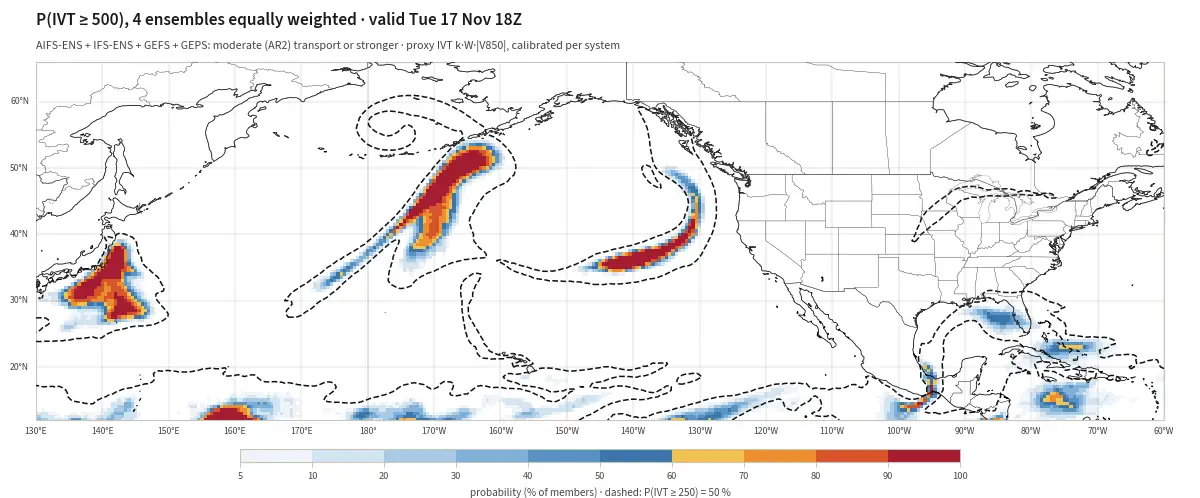 P(IVT ≥ 500), 4 ensembles equally weighted · valid Tue 17 Nov 18Z
AIFS-ENS + IFS-ENS + GEFS + GEPS: moderate (AR2) transport or stronger · proxy IVT k·W·|V850|, calibrated per system
60°N
50°N
40°N
30°N
20°N
130°E 140°E 150°E 160°E 170°E 180° 170°W 160°W 150°W 140°W 130°W 120°W 110°W 100°W 90°W 80°W 70°W 60°W
5 10 20 30 40 50 60 70 80 90 100
probability (% of members) · dashed: P(IVT ≥ 250) = 50 %